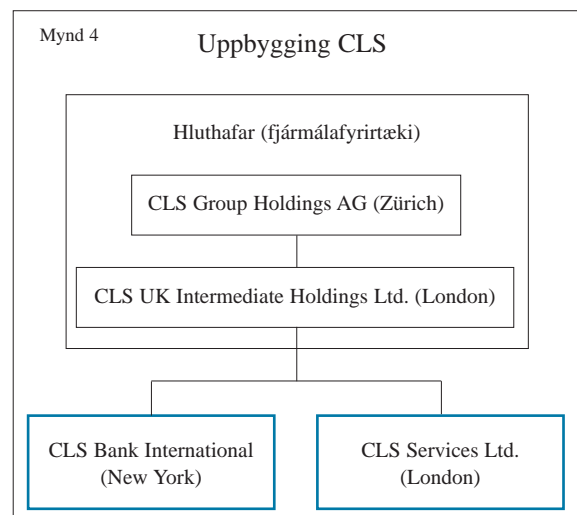 Mynd 4
Uppbygging CLS
Hluthafar (fjármálafyrirtæki)
CLS Group Holdings AG (Zürich)
CLS UK Intermediate Holdings Ltd. (London)
CLS Bank International
(New York)
CLS Services Ltd.
(London)